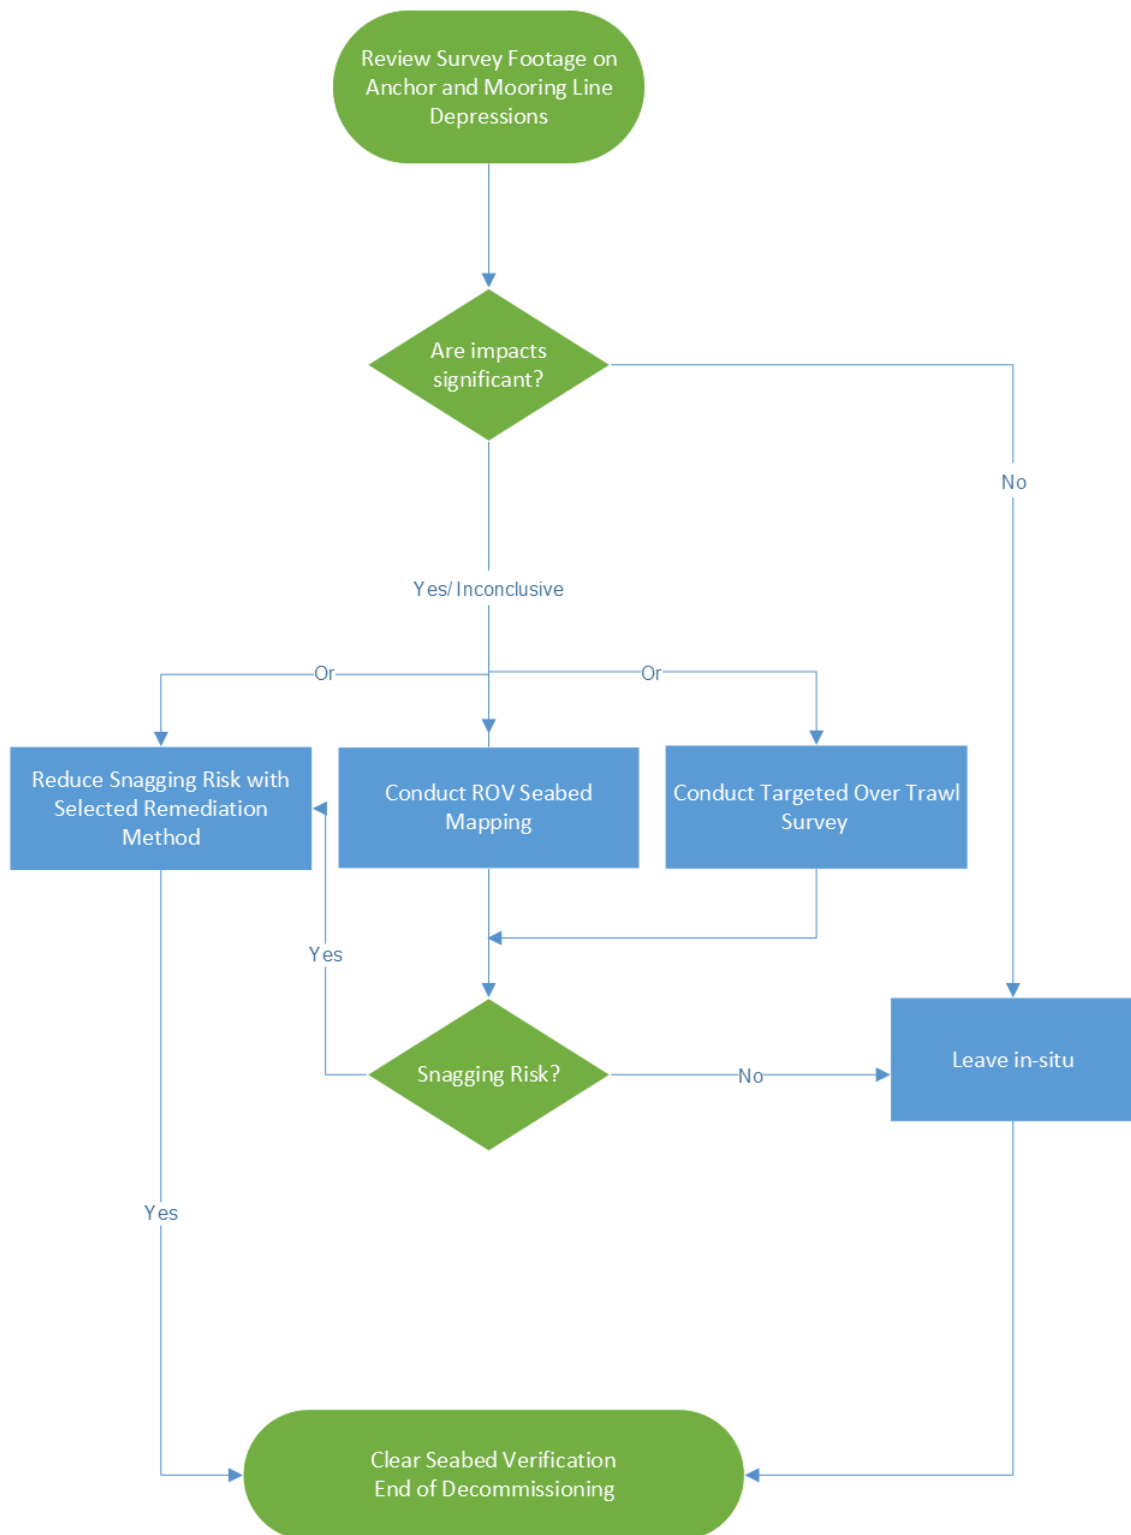 Review Survey Footage on
Anchor and Mooring Line
Depressions
Are impacts
significant?
No
Yes/ Inconclusive
Or
Or
Reduce Snagging Risk with
Selected Remediation
Method
Conduct ROV Seabed
Mapping
Conduct Targeted Over Trawl
Survey
Yes
Snagging Risk?
No
Leave in-situ
Yes
Clear Seabed Verification
End of Decommissioning